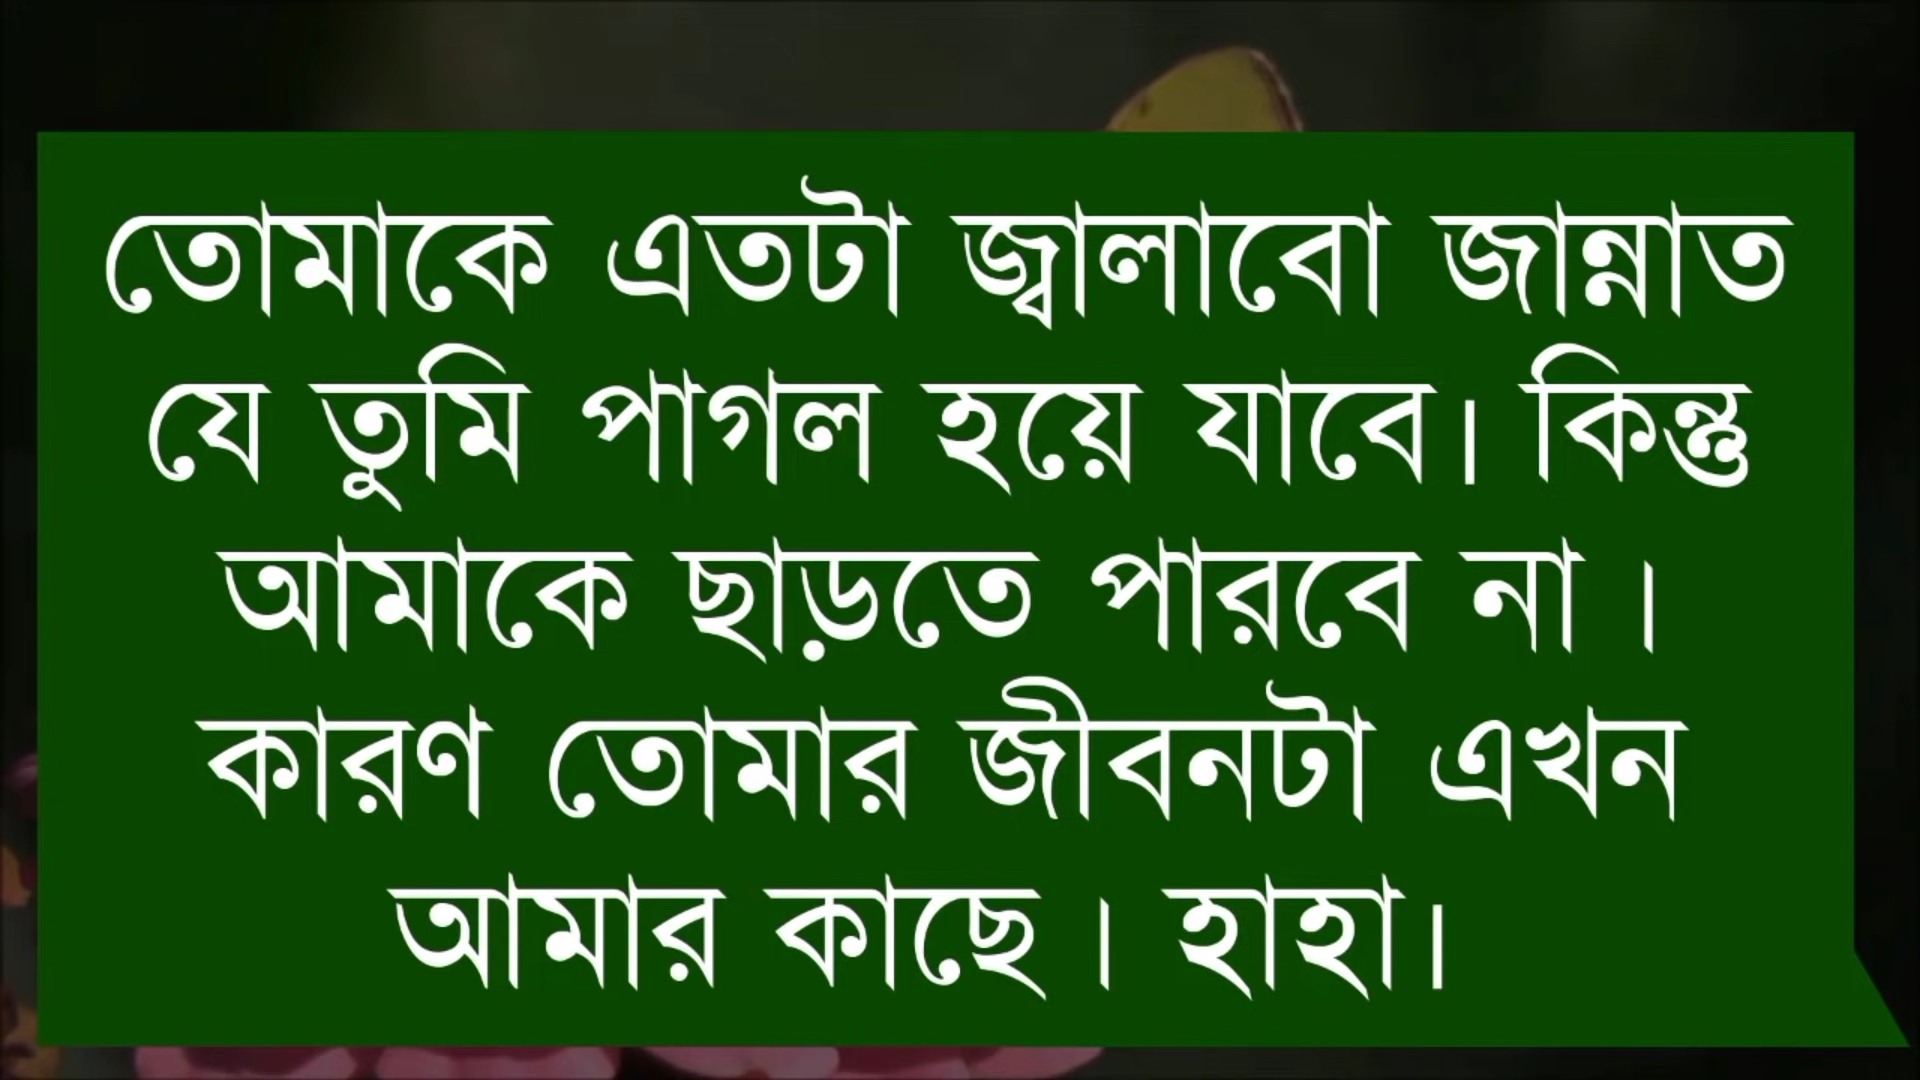 তোমাকে এতটা জ্বালাবো জান্নাত
যে তুমি পাগল হয়ে যাবে। কিন্তু
আমাকে ছাড়তে পারবে না ।
কারণ তোমার জীবনটা এখন
আমার কাছে । হাহা।